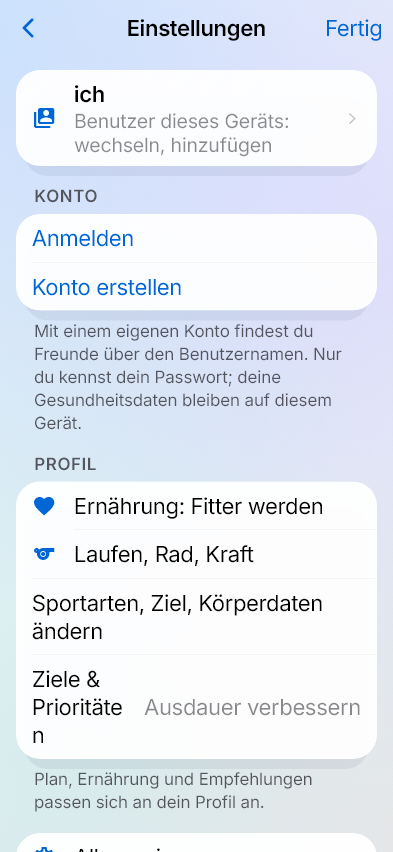 Einstellungen
Fertig
ich
Benutzer dieses Geräts:
wechseln, hinzufügen
KONTO
Anmelden
Konto erstellen
Mit einem eigenen Konto findest du
Freunde über den Benutzernamen. Nur
du kennst dein Passwort; deine
Gesundheitsdaten bleiben auf diesem
Gerät.
PROFIL
Ernährung: Fitter werden
Laufen, Rad, Kraft
Sportarten, Ziel, Körperdaten
ändern
Ziele &
Prioritäte
n
Ausdauer verbessern
Plan, Ernährung und Empfehlungen
passen sich an dein Profil an.